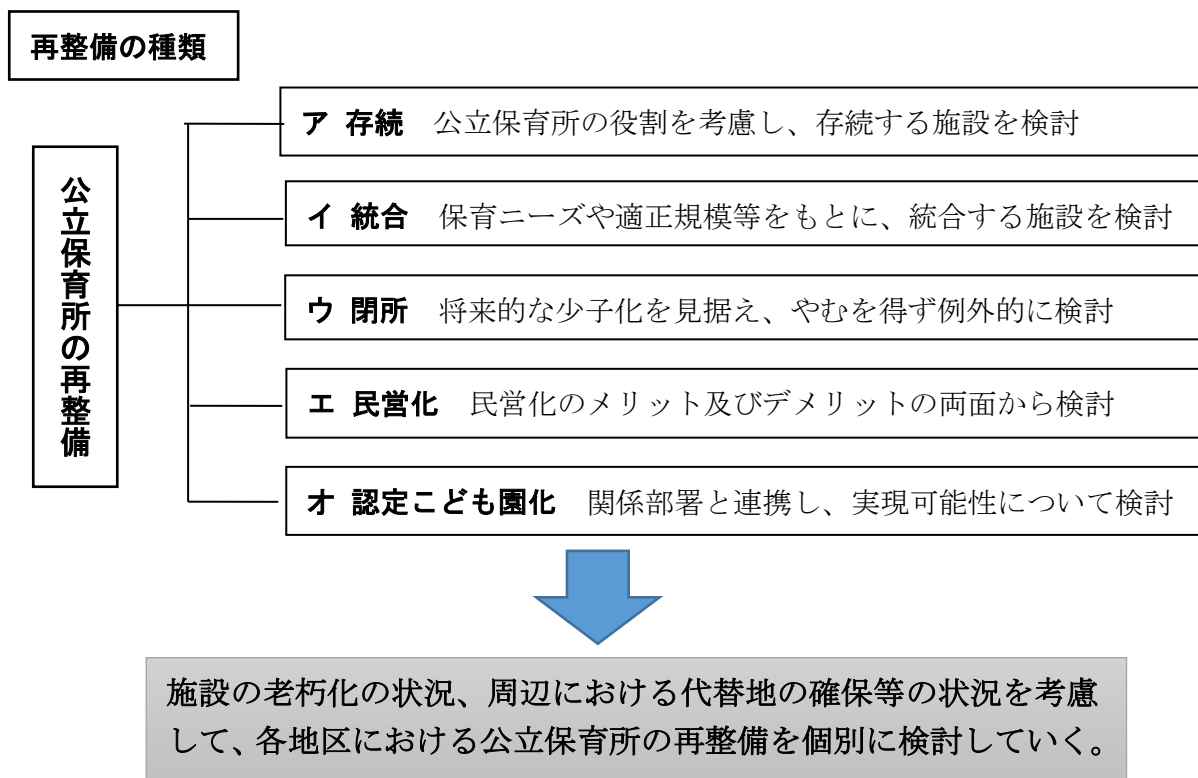 再整備の種類
公立保育所の再整備
ア 存続 公立保育所の役割を考慮し、存続する施設を検討
イ 統合 保育ニーズや適正規模等をもとに、統合する施設を検討
ウ 閉所 将来的な少子化を見据え、やむを得ず例外的に検討
エ 民営化 民営化のメリット及びデメリットの両面から検討
オ 認定こども園化 関係部署と連携し、実現可能性について検討
施設の老朽化の状況、周辺における代替地の確保等の状況を考慮
して、各地区における公立保育所の再整備を個別に検討していく。